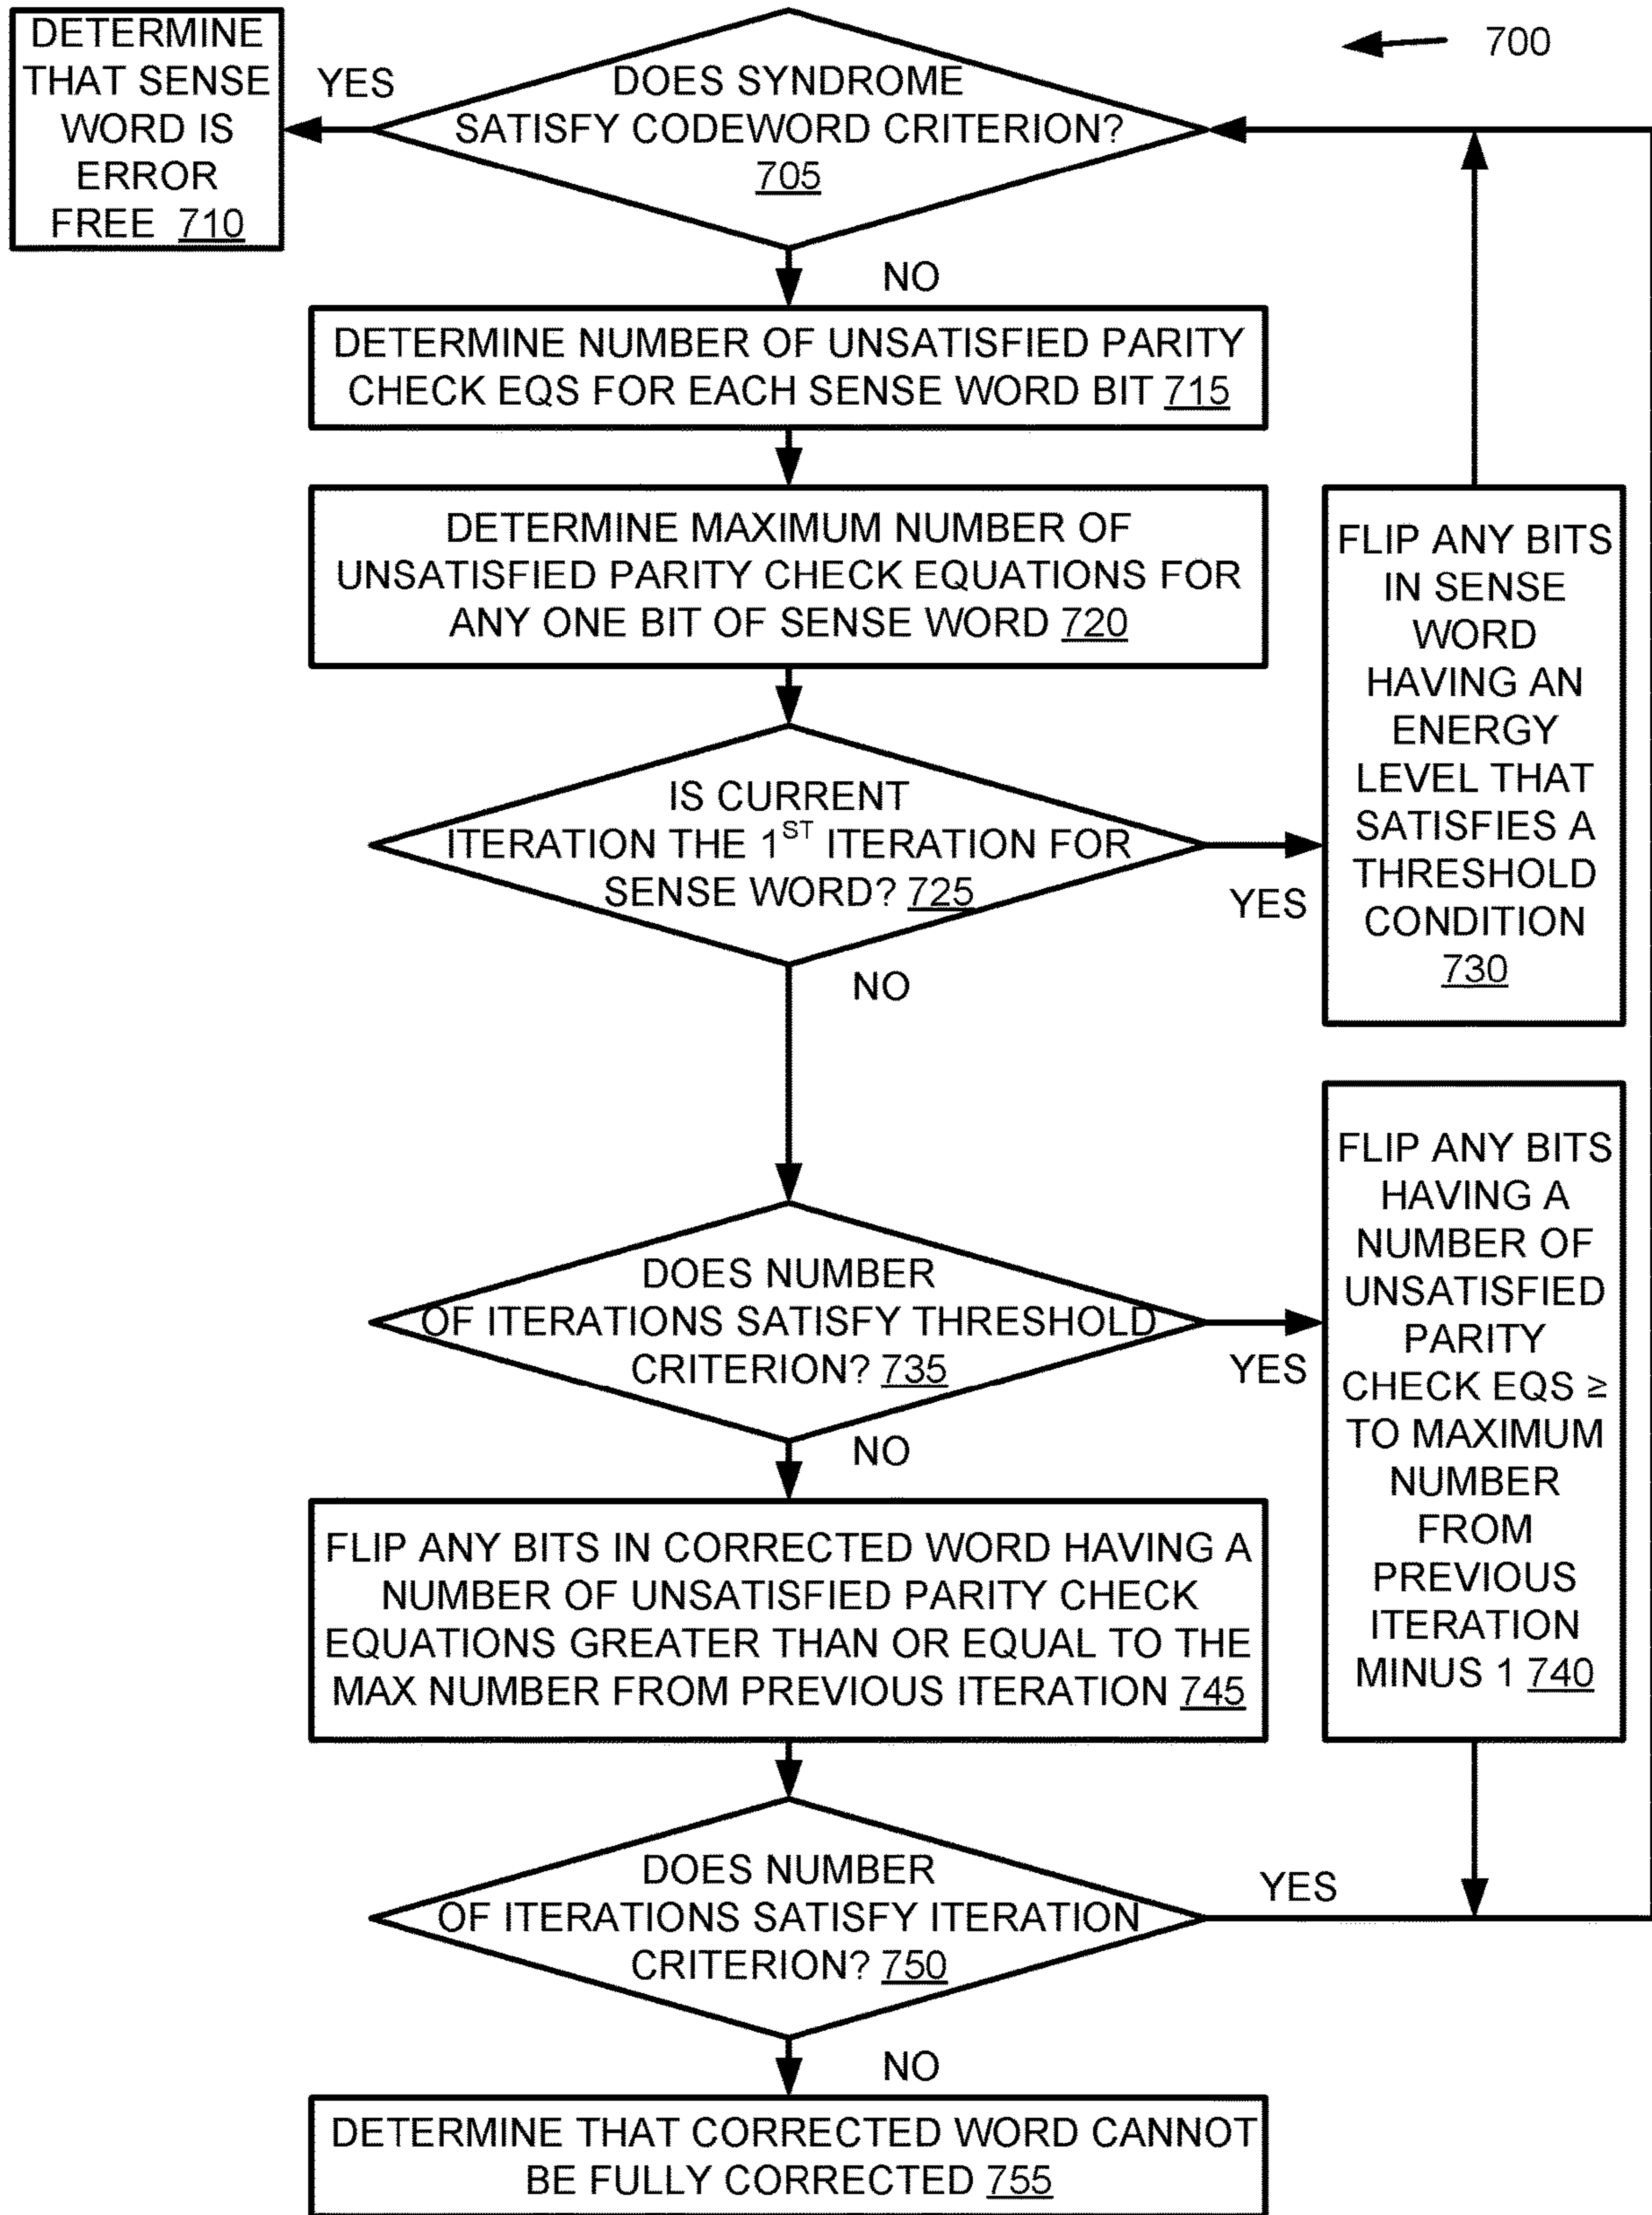 700
DOES SYNDROME
SATISFY CODEWORD CRITERION?
705
YES
DETERMINE
THAT SENSE
WORD IS
ERROR
FREE 710
NO
DETERMINE NUMBER OF UNSATISFIED PARITY
CHECK EQS FOR EACH SENSE WORD BIT 715
DETERMINE MAXIMUM NUMBER OF
UNSATISFIED PARITY CHECK EQUATIONS FOR
ANY ONE BIT OF SENSE WORD 720
IS CURRENT
ITERATION THE 1ST ITERATION FOR
SENSE WORD? 725
YES
FLIP ANY BITS
IN SENSE
WORD
HAVING AN
ENERGY
LEVEL THAT
SATISFIES A
THRESHOLD
CONDITION
730
NO
DOES NUMBER
OF ITERATIONS SATISFY THRESHOLD
CRITERION? 735
YES
FLIP ANY BITS
HAVING A
NUMBER OF
UNSATISFIED
PARITY
CHECK EQS ≥
TO MAXIMUM
NUMBER
FROM
PREVIOUS
ITERATION
MINUS 1 740
NO
FLIP ANY BITS IN CORRECTED WORD HAVING A
NUMBER OF UNSATISFIED PARITY CHECK
EQUATIONS GREATER THAN OR EQUAL TO THE
MAX NUMBER FROM PREVIOUS ITERATION 745
DOES NUMBER
OF ITERATIONS SATISFY ITERATION
CRITERION? 750
YES
NO
DETERMINE THAT CORRECTED WORD CANNOT
BE FULLY CORRECTED 755